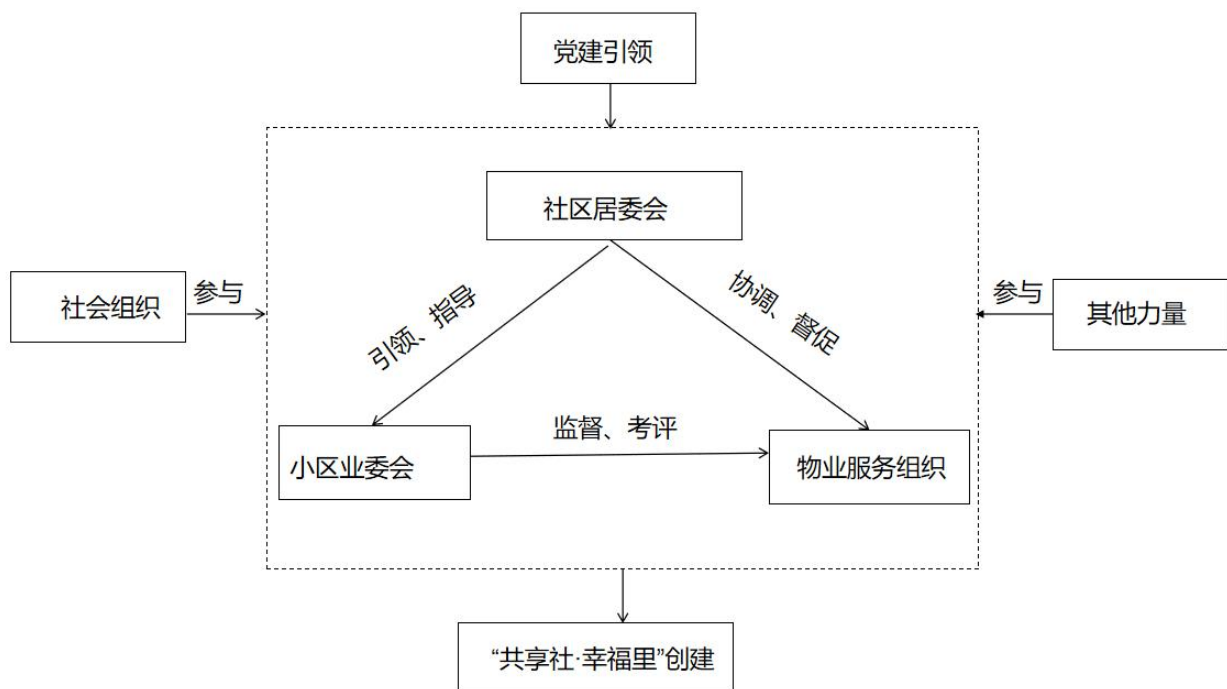 党建引领
社区居委会
社会组织
参与
引领、指导
协调、督促
参与
其他力量
小区业委会
监督、考评
物业服务组织
“共享社·幸福里”创建